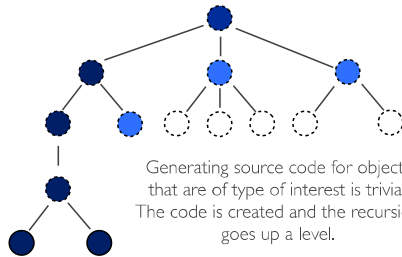 Generating source code for object
that are of type of interest is trivia
The code is created and the recursi
goes up a level.